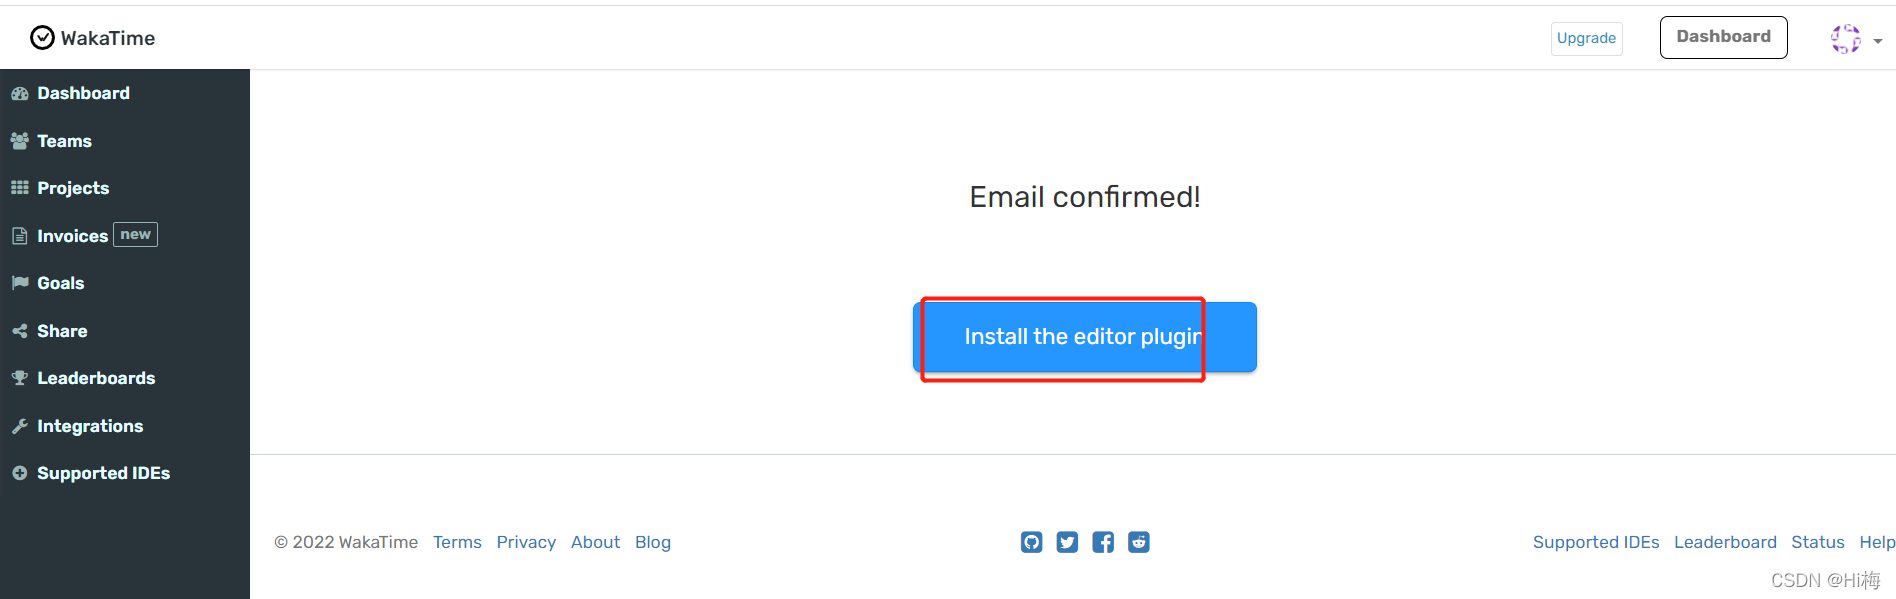 WakaTime
Upgrade
Dashboard
Dashboard
Teams
Projects
Invoices new
Goals
Share
Leaderboards
Integrations
Supported IDEs
Email confirmed!
Install the editor plugin
© 2022 WakaTime Terms Privacy About Blog
Supported IDEs Leaderboard Status Help
CSDN @Hi梅